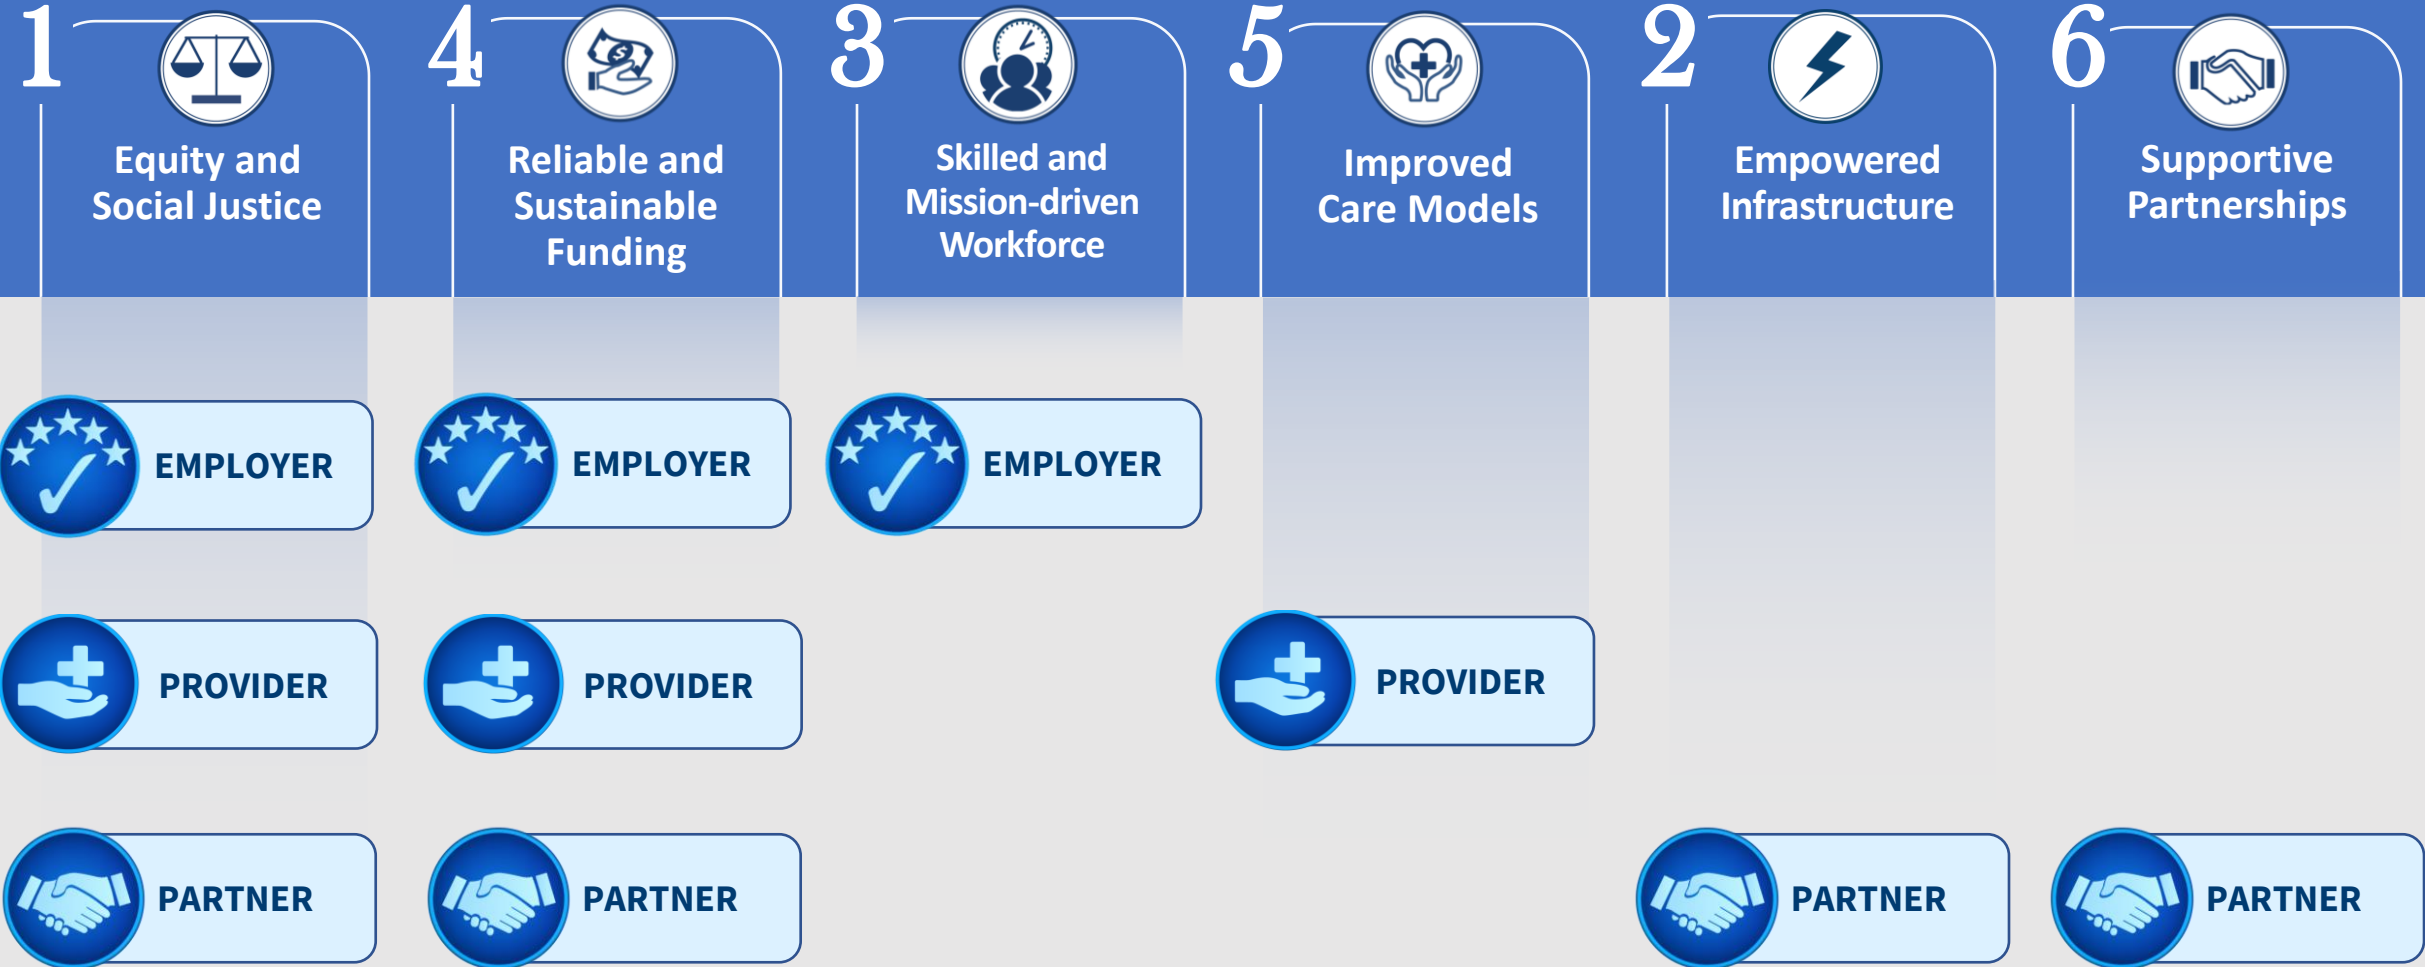 1
Equity and
Social Justice
4
Reliable and
Sustainable
Funding
3
Skilled and
Mission-driven
Workforce
5
Improved
Care Models
2
Empowered
Infrastructure
6
Supportive
Partnerships
EMPLOYER
EMPLOYER
EMPLOYER
PROVIDER
PROVIDER
PROVIDER
PARTNER
PARTNER
PARTNER
PARTNER